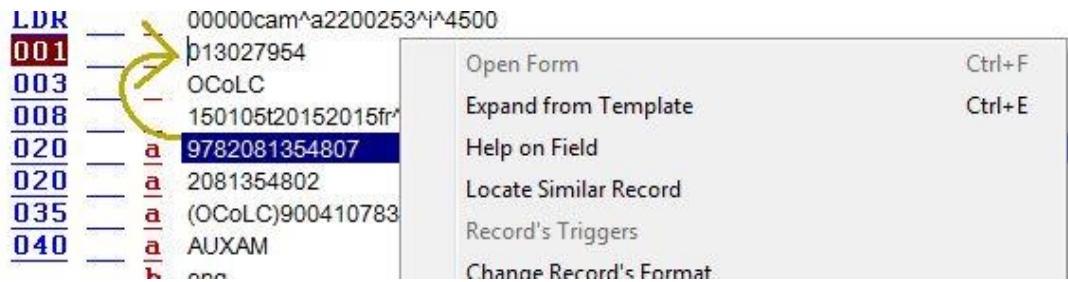 LDR 00000cam^a2200253^i^4500
001 013027954
003 OCoLC
008 150105t20152015fr^
020 a 9782081354807
020 a 2081354802
035 a (OCoLC)900410783
040 a AUXAM
b eng
Open Form Ctrl+F
Expand from Template Ctrl+E
Help on Field
Locate Similar Record
Record's Triggers
Change Record's Format